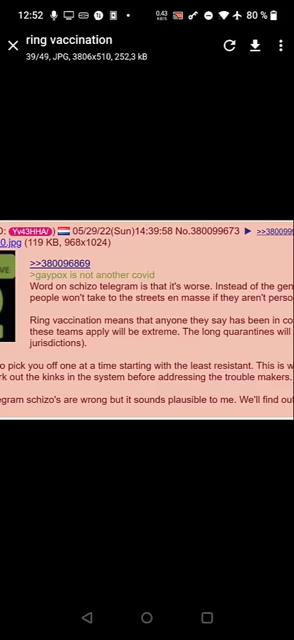 12:52
0.43
KB/S
80 %
ring vaccination
39/49, JPG, 3806x510, 252,3 kB
D: Yv43HHA/) 05/29/22(Sun)14:39:58 No.380099673 ▶ >>3800999
0.jpg (119 KB, 968x1024)
VE
>>380096869
>gaypox is not another covid
Word on schizo telegram is that it's worse. Instead of the gen
people won't take to the streets en masse if they aren't perso
Ring vaccination means that anyone they say has been in co
these teams apply will be extreme. The long quarantines will
jurisdictions).
o pick you off one at a time starting with the least resistant. This is w
rk out the kinks in the system before addressing the trouble makers.
egram schizo's are wrong but it sounds plausible to me. We'll find out